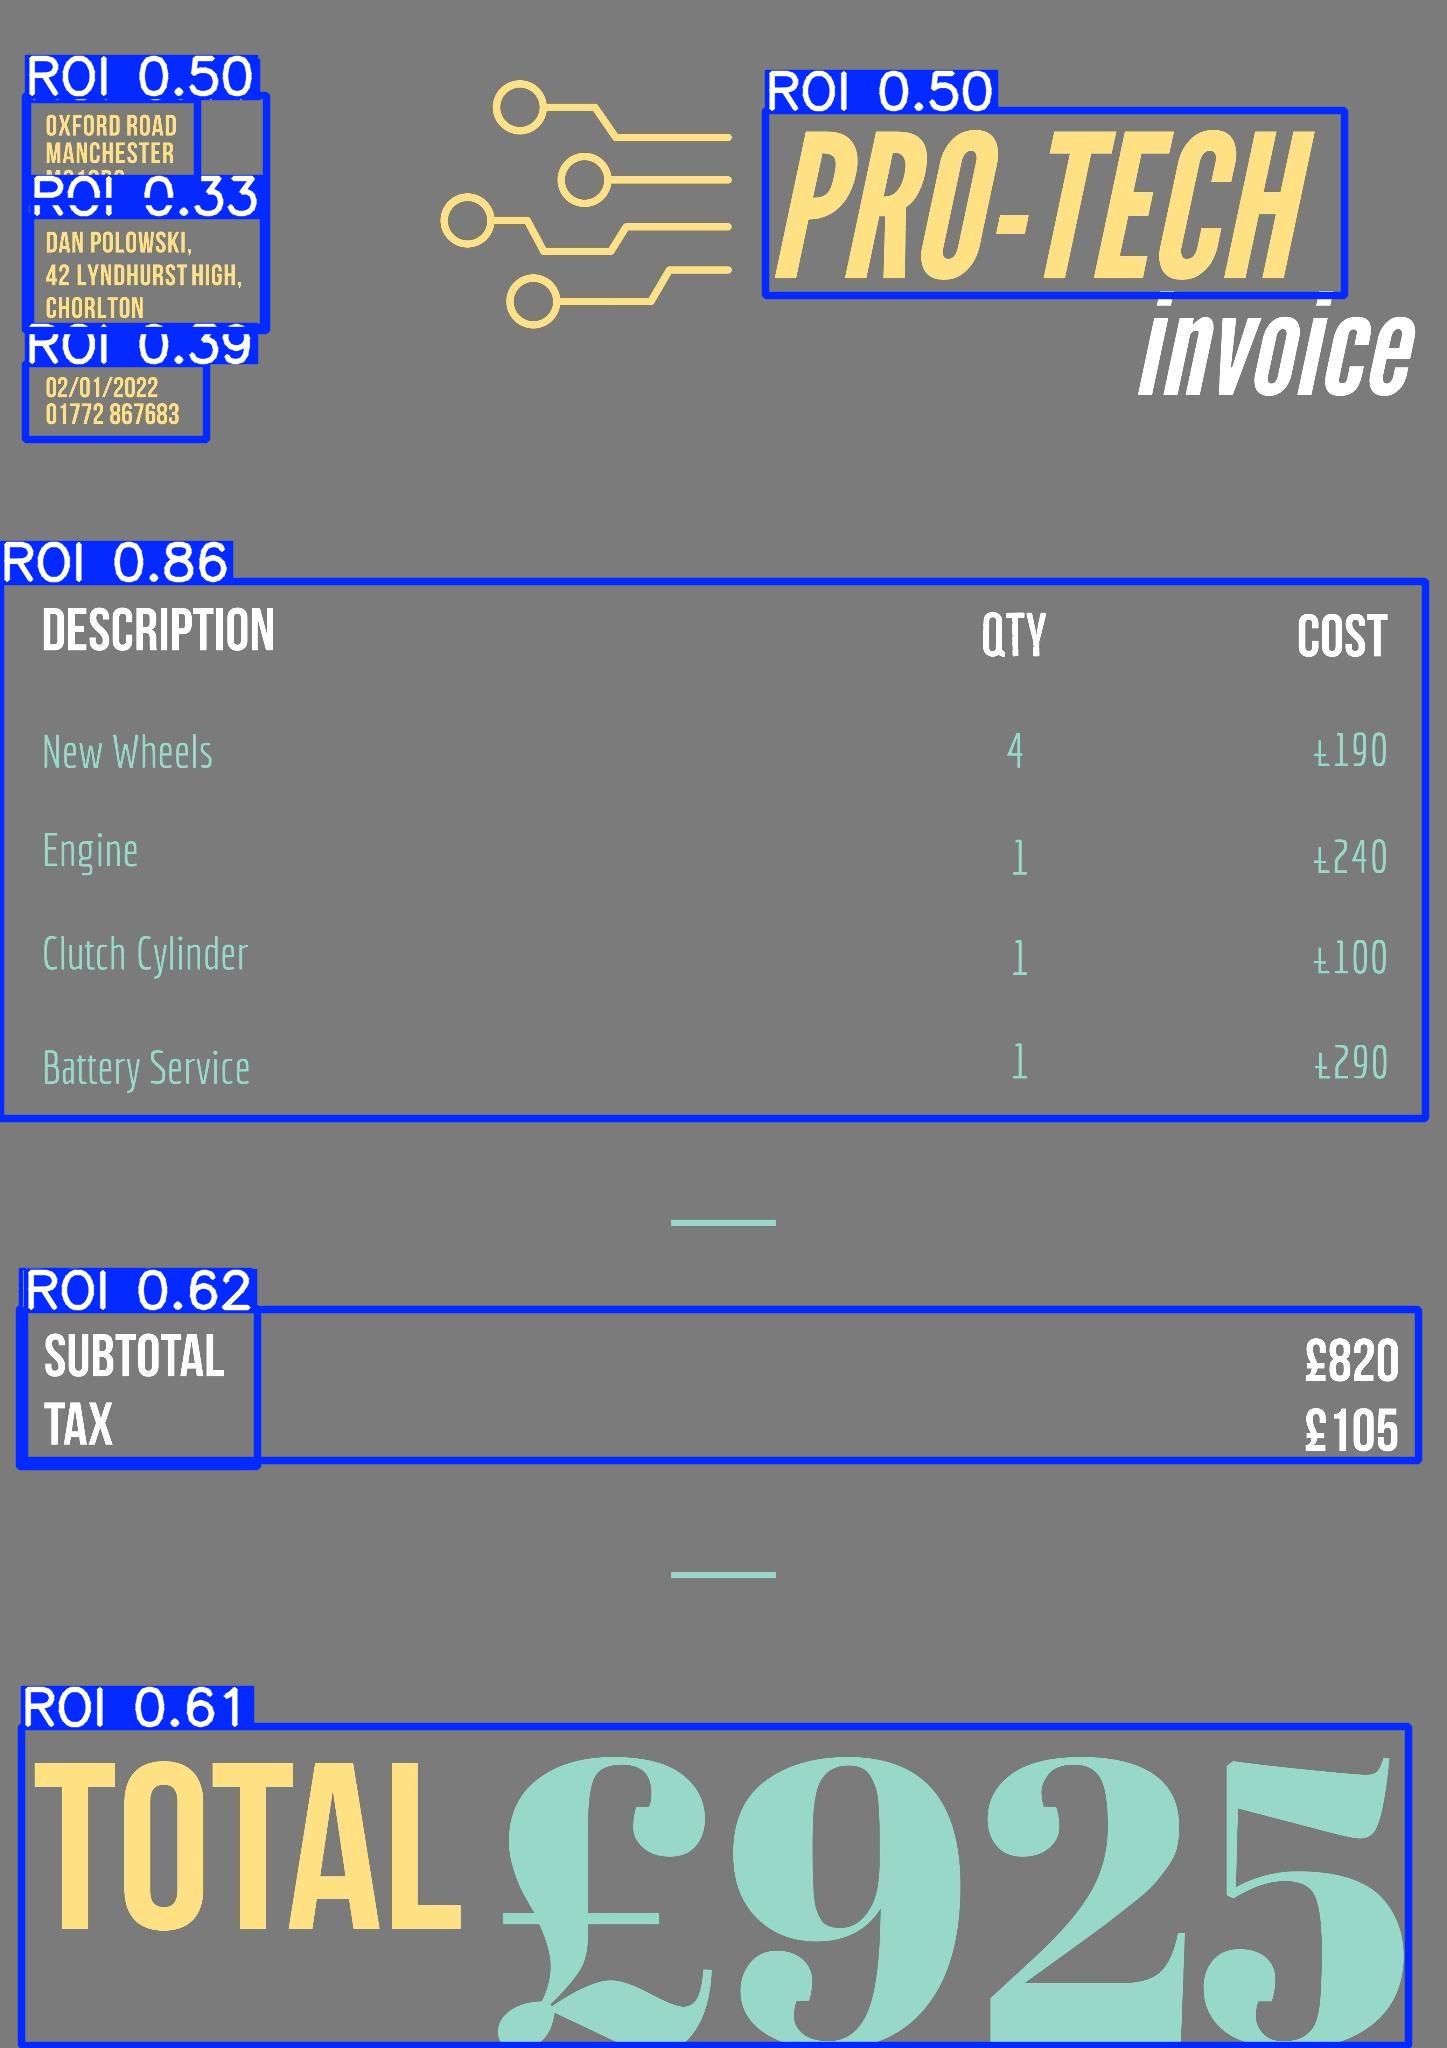 ROI 0.50
OXFORD ROAD
MANCHESTER
ROI 0.33
DAN POLOWSKI,
42 LYNDHURST HIGH,
CHORLTON
ROI 0.39
02/01/2022
01772 867683
ROI 0.50
PRO-TECH
invoice
ROI 0.86
DESCRIPTION QTY COST
New Wheels 4 £190
Engine 1 £240
Clutch Cylinder 1 £100
Battery Service 1 £290
ROI 0.62
SUBTOTAL £820
TAX £105
ROI 0.61
TOTAL £925